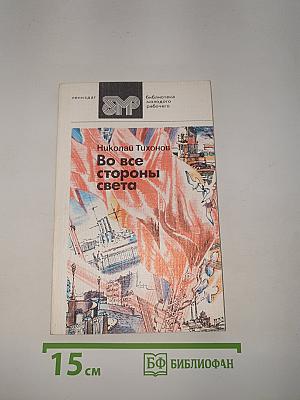 лениздат
БМР
библиотека
молодого
рабочего
Николай Тихонов
Во все
стороны
света
15 см
БФ БИБЛИОФАН